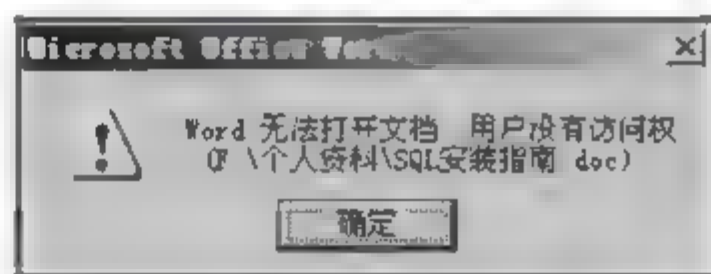 Microsoft Office Word
Word 无法打开文档 用户没有访问权
(F \个人资料\SQL安装指南 doc)
确定